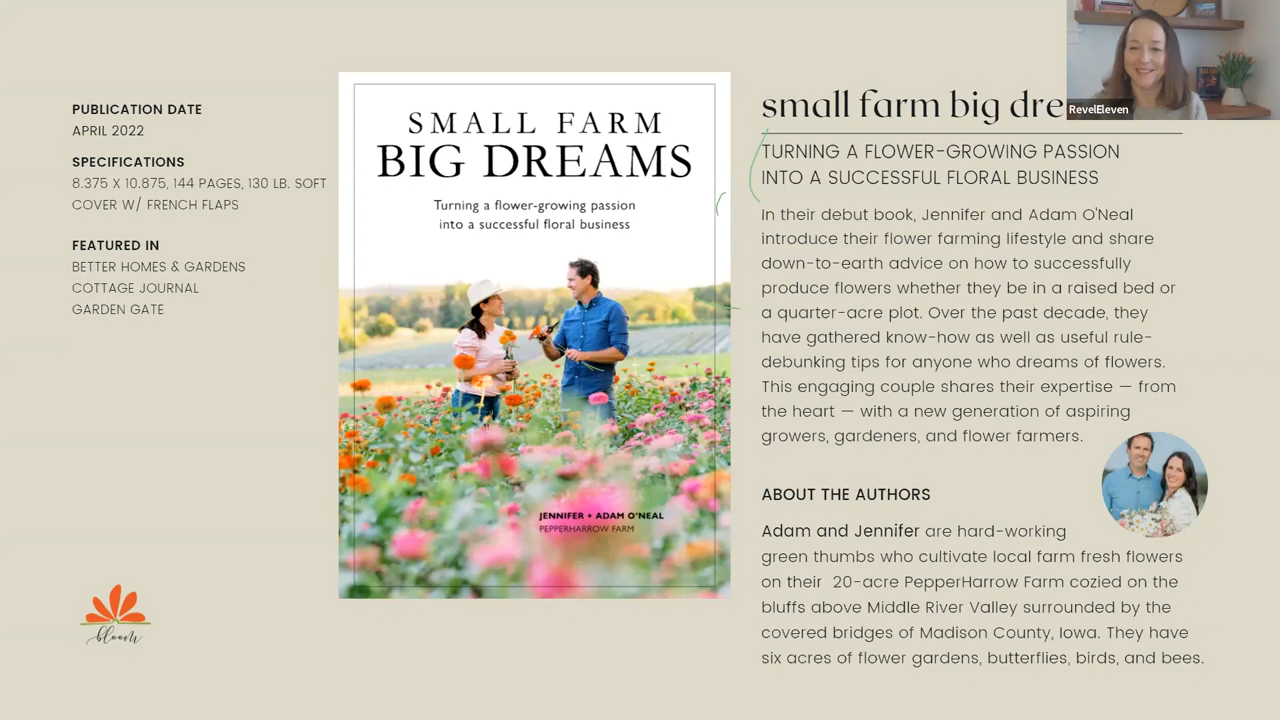 PUBLICATION DATE
APRIL 2022
SPECIFICATIONS
8.375 X 10.875, 144 PAGES, 130 LB. SOFT
COVER W/ FRENCH FLAPS
FEATURED IN
BETTER HOMES & GARDENS
COTTAGE JOURNAL
GARDEN GATE
bloom
SMALL FARM
BIG DREAMS
Turning a flower-growing passion
into a successful floral business
JENNIFER + ADAM O'NEAL
PEPPERHARROW FARM
small farm big dre
RevelEleven
TURNING A FLOWER-GROWING PASSION
INTO A SUCCESSFUL FLORAL BUSINESS
In their debut book, Jennifer and Adam O'Neal
introduce their flower farming lifestyle and share
down-to-earth advice on how to successfully
produce flowers whether they be in a raised bed or
a quarter-acre plot. Over the past decade, they
have gathered know-how as well as useful rule-
debunking tips for anyone who dreams of flowers.
This engaging couple shares their expertise — from
the heart — with a new generation of aspiring
growers, gardeners, and flower farmers.
ABOUT THE AUTHORS
Adam and Jennifer are hard-working
green thumbs who cultivate local farm fresh flowers
on their 20-acre PepperHarrow Farm cozied on the
bluffs above Middle River Valley surrounded by the
covered bridges of Madison County, Iowa. They have
six acres of flower gardens, butterflies, birds, and bees.